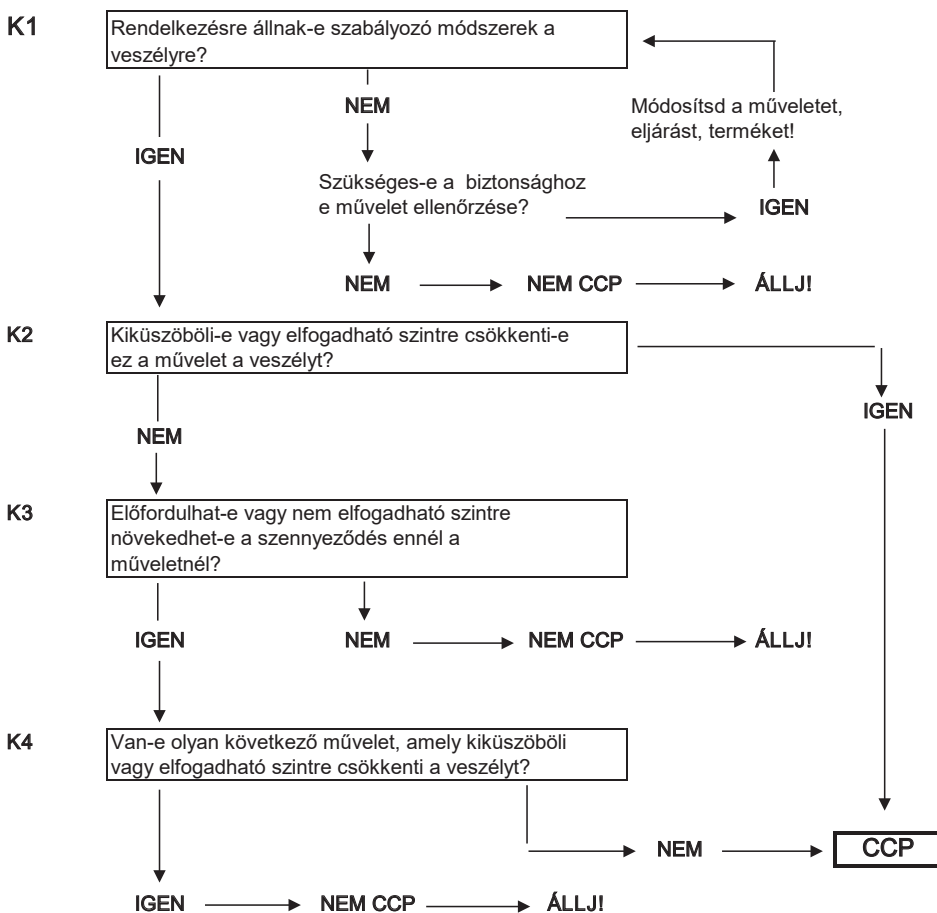 K1
Rendelkezésre állnak-e szabályozó módszerek a
veszélyre?
NEM
Módosítsd a műveletet,
eljárást, terméket!
IGEN
Szükséges-e a biztonsághoz
e művelet ellenőrzése?
IGEN
NEM
NEM CCP
ÁLLJ!
K2
Kiküszöböli-e vagy elfogadható szintre csökkenti-e
ez a művelet a veszélyt?
IGEN
NEM
K3
Előfordulhat-e vagy nem elfogadható szintre
növekedhet-e a szennyeződés ennél a
műveletnél?
IGEN
NEM
NEM CCP
ÁLLJ!
K4
Van-e olyan következő művelet, amely kiküszöböli
vagy elfogadható szintre csökkenti a veszélyt?
NEM
CCP
IGEN
NEM CCP
ÁLLJ!